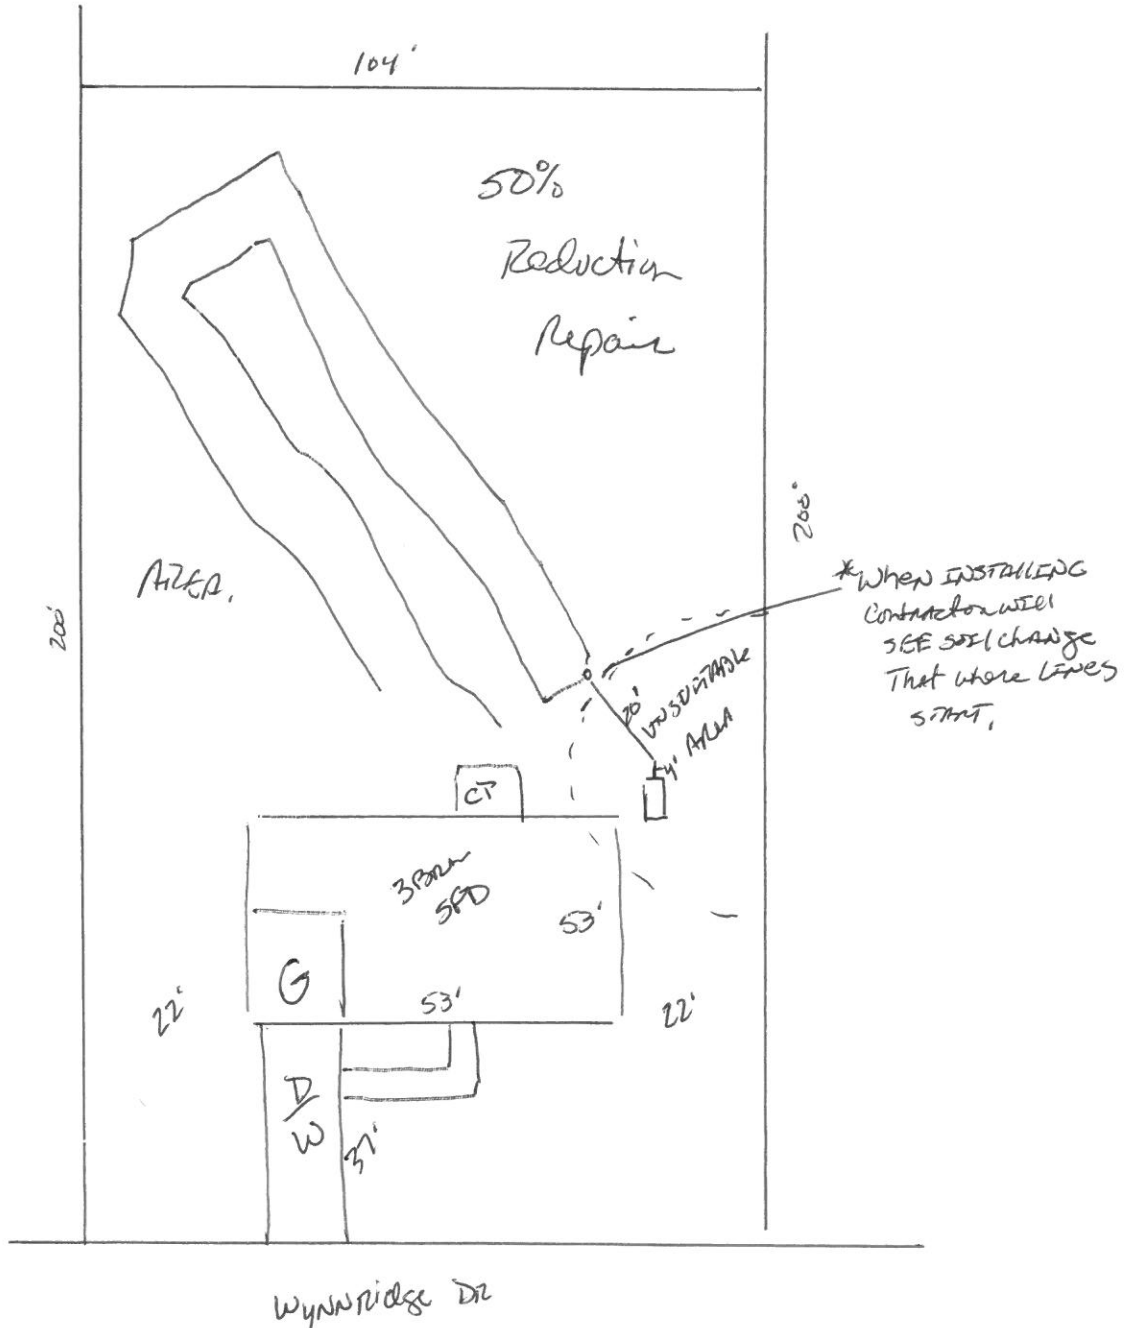 104'
50%
Reduction
Repair
200'
AREA.
200'
*When INSTALLING
Contractor will
SEE soil change
That where LINES
START.
20'
UNSUITABLE
AREA
4'
CT
3BRM
SFD
53'
G
53'
22'
22'
D/W
37'
Wynnridge DR